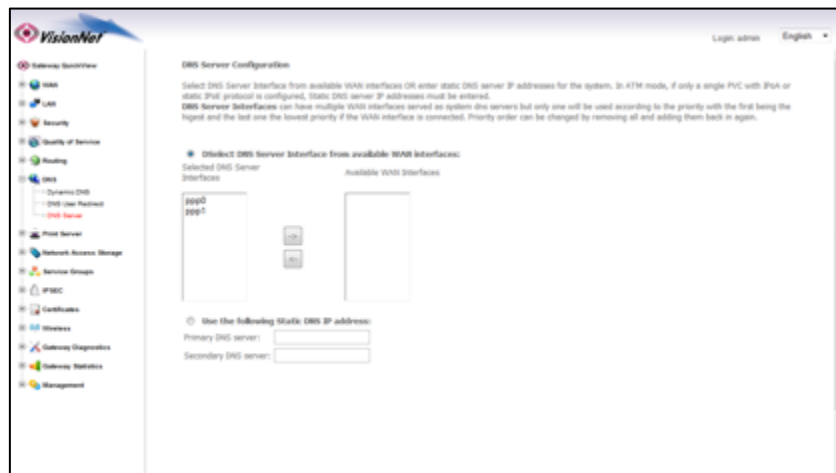 VisionNet
Login admin
English
Gateway QuickView
WAN
LAN
Security
Quality of Service
Routing
DNS
Dynamic DNS
DNS User Redirect
DNS Server
Print Server
Network Access Storage
Service Groups
IPSEC
Certificates
Wireless
Gateway Diagnostics
Gateway Statistics
Management
DNS Server Configuration
Select DNS Server Interface from available WAN interfaces OR enter static DNS server IP addresses for the system. In ATM mode, if only a single PVC with IPoA or
static IPoE protocol is configured, Static DNS server IP addresses must be entered.
DNS Server Interfaces can have multiple WAN interfaces served as system dns servers but only one will be used according to the priority with the first being the
higest and the last one the lowest priority if the WAN interface is connected. Priority order can be changed by removing all and adding them back in again.
DSelect DNS Server Interface from available WAN interfaces:
Selected DNS Server
Interfaces
Available WAN Interfaces
ppp0
ppp1
->
<-
Use the following Static DNS IP address:
Primary DNS server:
Secondary DNS server: